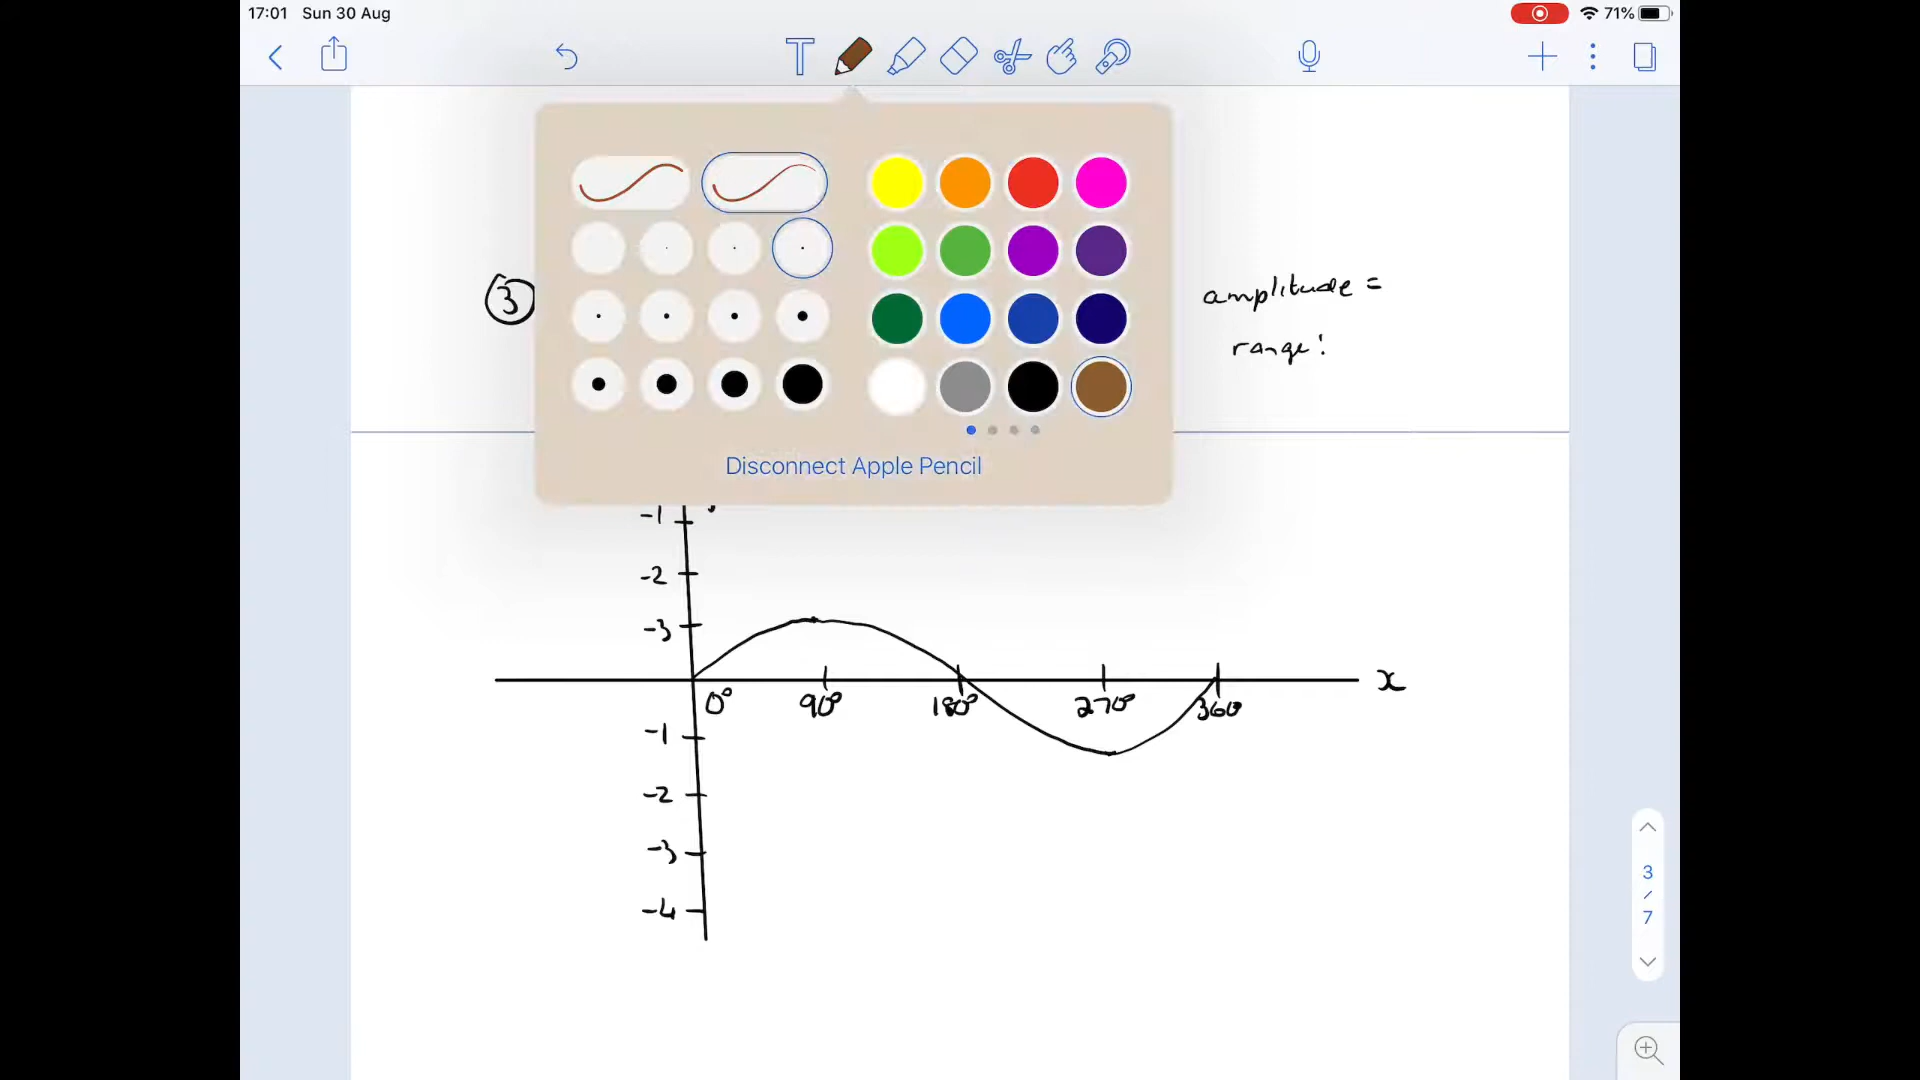 17:01 Sun 30 Aug
71%
T
3
amplitude =
range:
Disconnect Apple Pencil
-1
-2
-3
x
0°
90°
180°
270°
360°
-1
-2
-3
-4
3
/
7